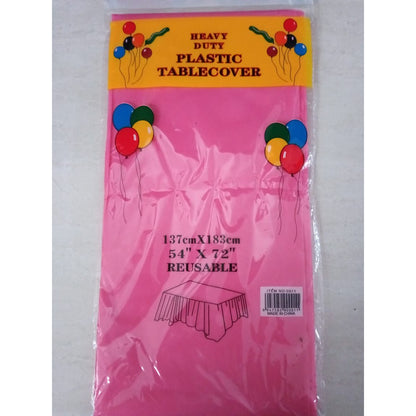 HEAVY
DUTY
PLASTIC
TABLECOVER
137cmX183cm
54" X 72"
REUSABLE
MADE IN CHINA